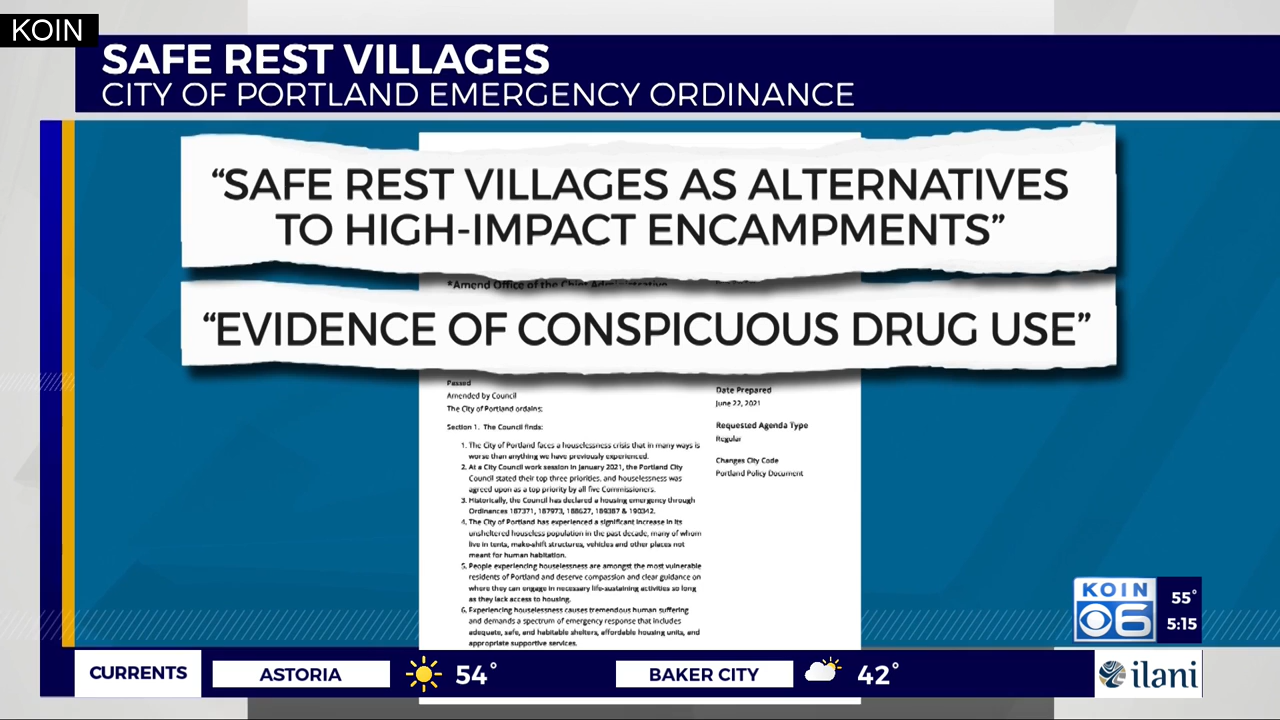 KOIN
SAFE REST VILLAGES
CITY OF PORTLAND EMERGENCY ORDINANCE
“SAFE REST VILLAGES AS ALTERNATIVES
TO HIGH-IMPACT ENCAMPMENTS”
*Amend Office of the Chief Administrative
“EVIDENCE OF CONSPICUOUS DRUG USE”
Passed
Amended by Council
The City of Portland ordains:
Section 1. The Council finds:
1. The City of Portland faces a houselessness crisis that in many ways is
worse than anything we have previously experienced.
2. At a City Council work session in January 2021, the Portland City
Council stated their top three priorities, and houselessness was
agreed upon as a top priority by all five Commissioners.
3. Historically, the Council has declared a housing emergency through
Ordinances 187371, 187973, 188627, 189387 & 190342.
4. The City of Portland has experienced a significant increase in its
unsheltered houseless population in the past decade, many of whom
live in tents, make-shift structures, vehicles and other places not
meant for human habitation.
5. People experiencing houselessness are amongst the most vulnerable
residents of Portland and deserve compassion and clear guidance on
where they can engage in necessary life-sustaining activities so long
as they lack access to housing.
6. Experiencing houselessness causes tremendous human suffering
and demands a spectrum of emergency response that includes
adequate, safe, and habitable shelters, affordable housing units, and
appropriate supportive services.
Date Prepared
June 22, 2021
Requested Agenda Type
Regular
Changes City Code
Portland Policy Document
KOIN
6
55°
5:15
CURRENTS
ASTORIA
54°
BAKER CITY
42°
ilani